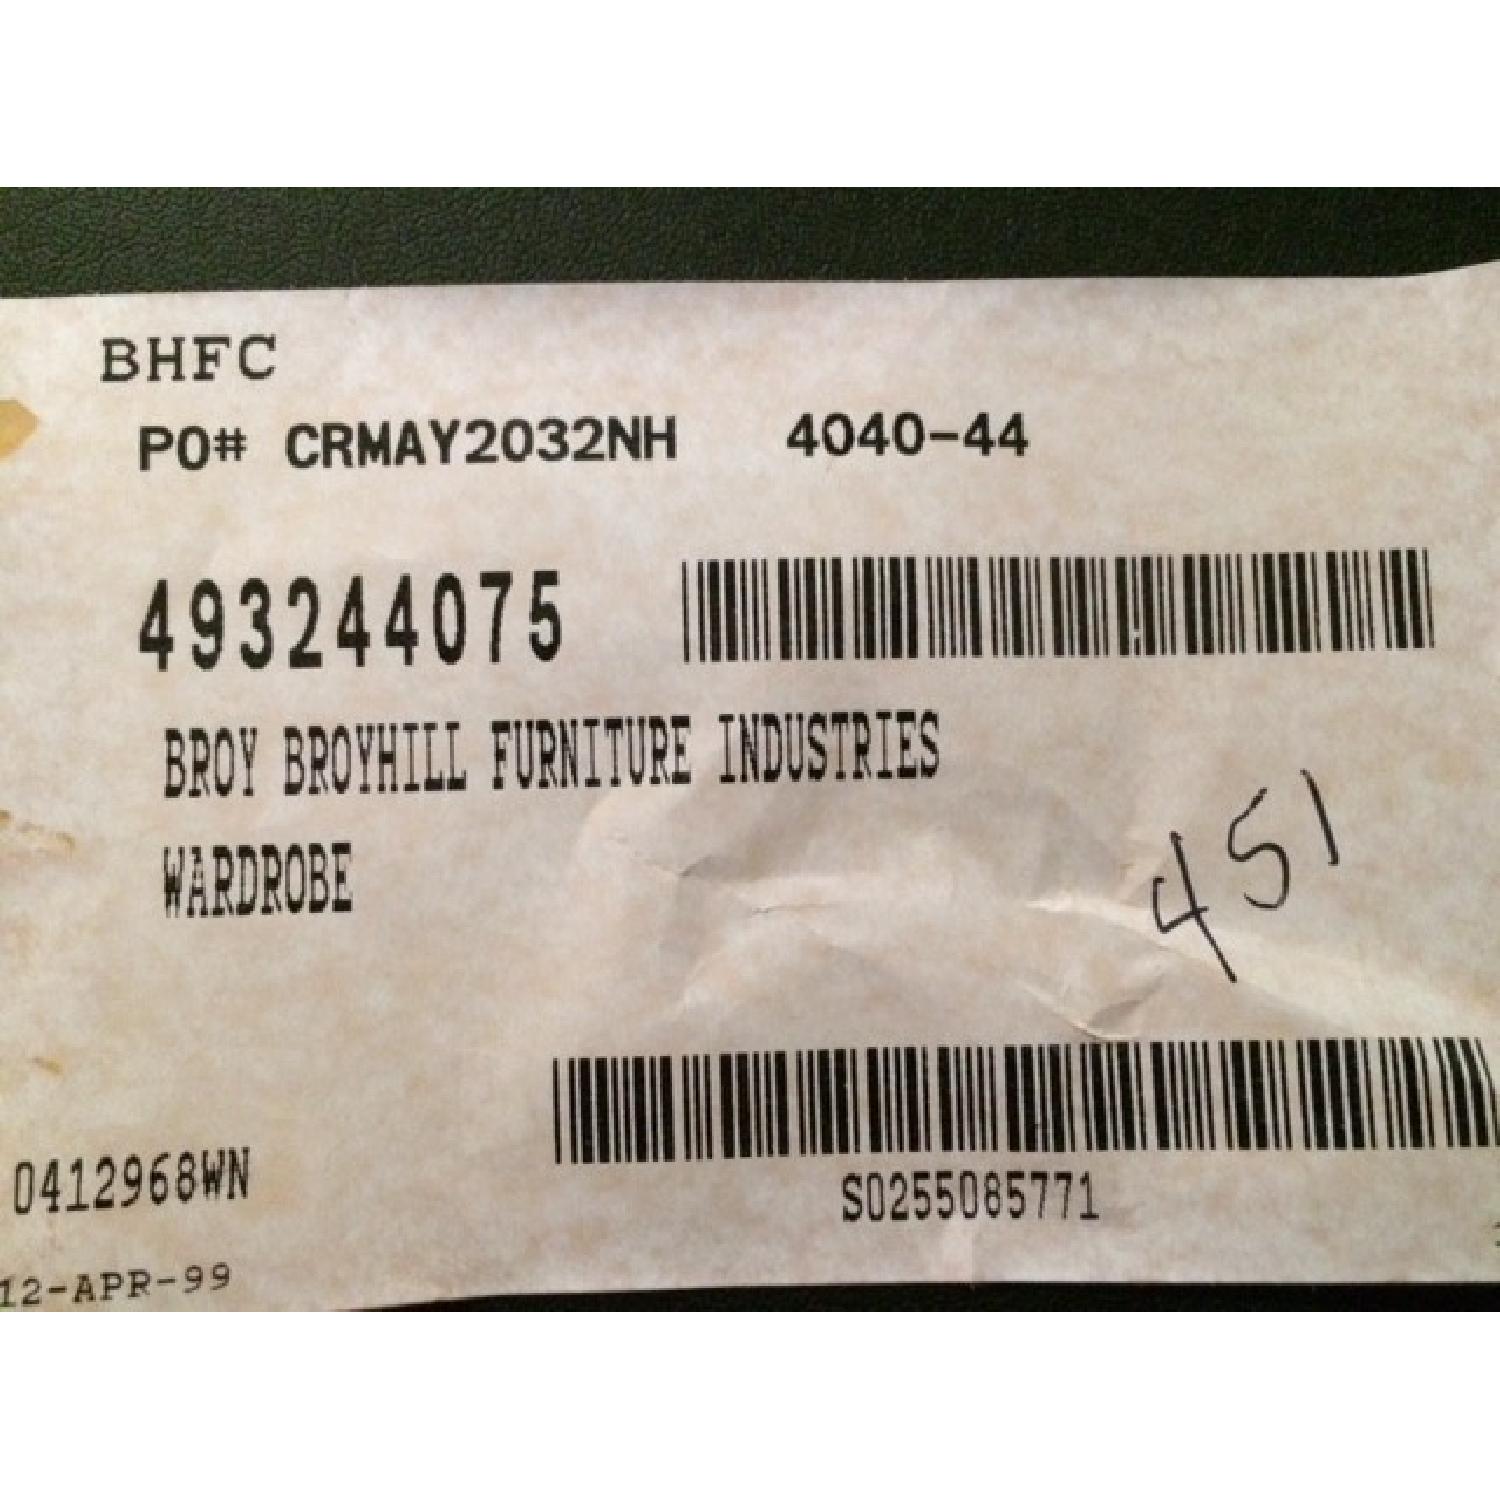 BHFC
PO# CRMAY2032NH 4040-44
493244075
BROY BROYHILL FURNITURE INDUSTRIES
WARDROBE
451
0412968WN
S0255085771
12-APR-99